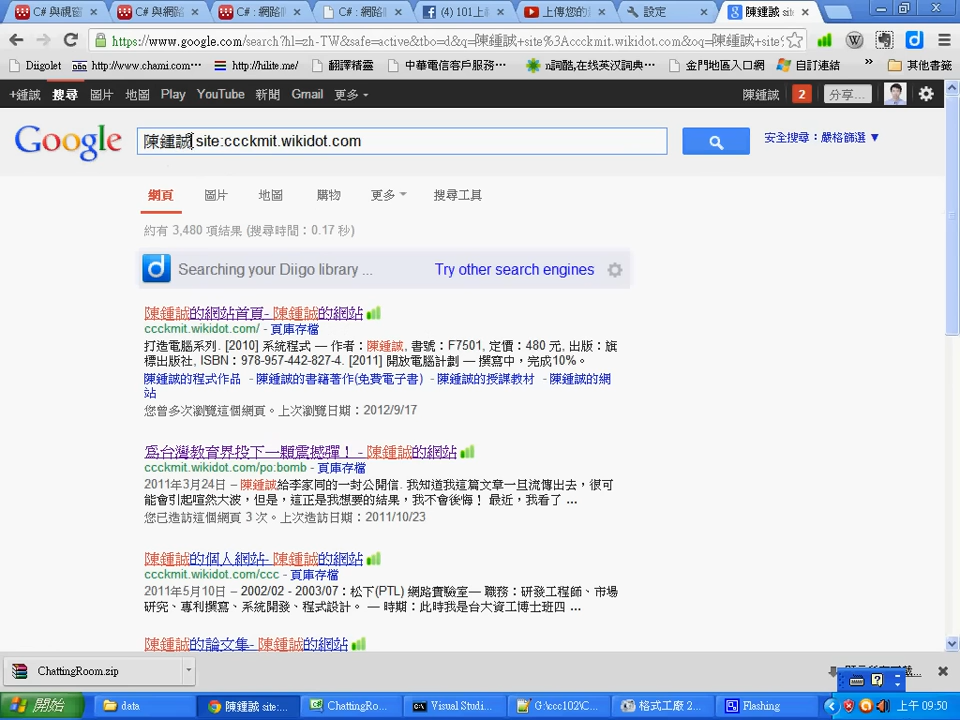 C# 與視窗
C# 與網路
C# : 網路
C# : 網路
(4) 101上
上傳您的
設定
陳鍾誠 sit
https://www.google.com/search?hl=zh-TW&safe=active&tbo=d&q=陳鍾誠+site%3Accckmit.wikidot.com&oq=陳鍾誠+site
Diigolet
http://www.chami.com...
http://hlite.me/
翻譯精靈
中華電信客戶服務...
n詞酷,在线英汉词典...
金門地區入口網
自訂連結
其他書籤
+鍾誠 搜尋 圖片 地圖 Play YouTube 新聞 Gmail 更多
陳鍾誠 2 分享...
Google
陳鍾誠 site:ccckmit.wikidot.com
安全搜尋：嚴格篩選 ▼
網頁 圖片 地圖 購物 更多 搜尋工具
約有 3,480 項結果 (搜尋時間：0.17 秒)
d Searching your Diigo library ... Try other search engines
陳鍾誠的網站首頁- 陳鍾誠的網站
ccckmit.wikidot.com/ - 頁庫存檔
打造電腦系列. [2010] 系統程式 — 作者：陳鍾誠, 書號：F7501, 定價：480 元, 出版：旗
標出版社, ISBN：978-957-442-827-4. [2011] 開放電腦計劃 — 撰寫中，完成10%。
陳鍾誠的程式作品 - 陳鍾誠的書籍著作(免費電子書) - 陳鍾誠的授課教材 - 陳鍾誠的網
站
您曾多次瀏覽這個網頁。上次瀏覽日期：2012/9/17
為台灣教育界投下一顆震撼彈！ - 陳鍾誠的網站
ccckmit.wikidot.com/po:bomb - 頁庫存檔
2011年3月24日 – 陳鍾誠給李家同的一封公開信. 我知道我這篇文章一旦流傳出去，很可
能會引起喧然大波，但是，這正是我想要的結果，我不會後悔！ 最近，我看了 ...
您已造訪這個網頁 3 次。上次造訪日期：2011/10/23
陳鍾誠的個人網站- 陳鍾誠的網站
ccckmit.wikidot.com/ccc - 頁庫存檔
2011年5月10日 – 2002/02 - 2003/07：松下(PTL) 網路實驗室— 職務：研發工程師、市場
研究、專利撰寫、系統開發、程式設計。 — 時期：此時我是台大資工博士班四 ...
陳鍾誠的論文集- 陳鍾誠的網站
ChattingRoom.zip
開始
data
陳鍾誠 site:...
ChattingRo...
Visual Studi...
G:\ccc102\C...
格式工廠 2...
Flashing
上午 09:50